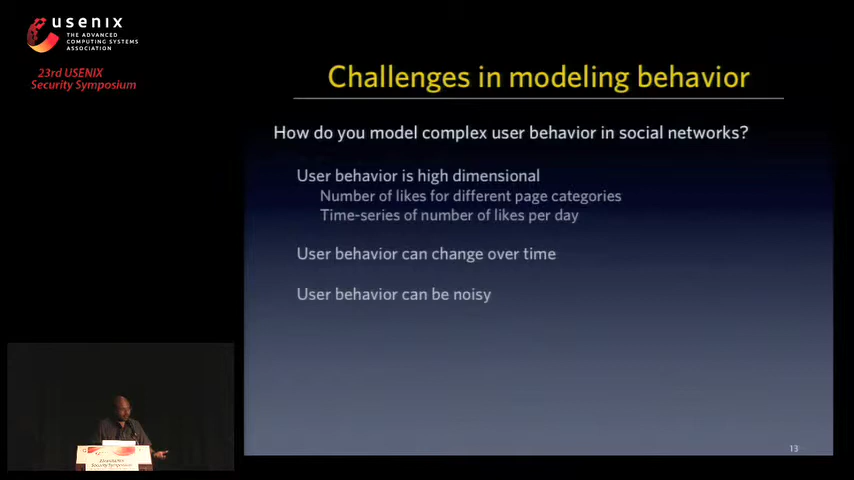 usenix
THE ADVANCED
COMPUTING SYSTEMS
ASSOCIATION
23rd USENIX
Security Symposium
Challenges in modeling behavior
How do you model complex user behavior in social networks?
User behavior is high dimensional
Number of likes for different page categories
Time-series of number of likes per day
User behavior can change over time
User behavior can be noisy
13